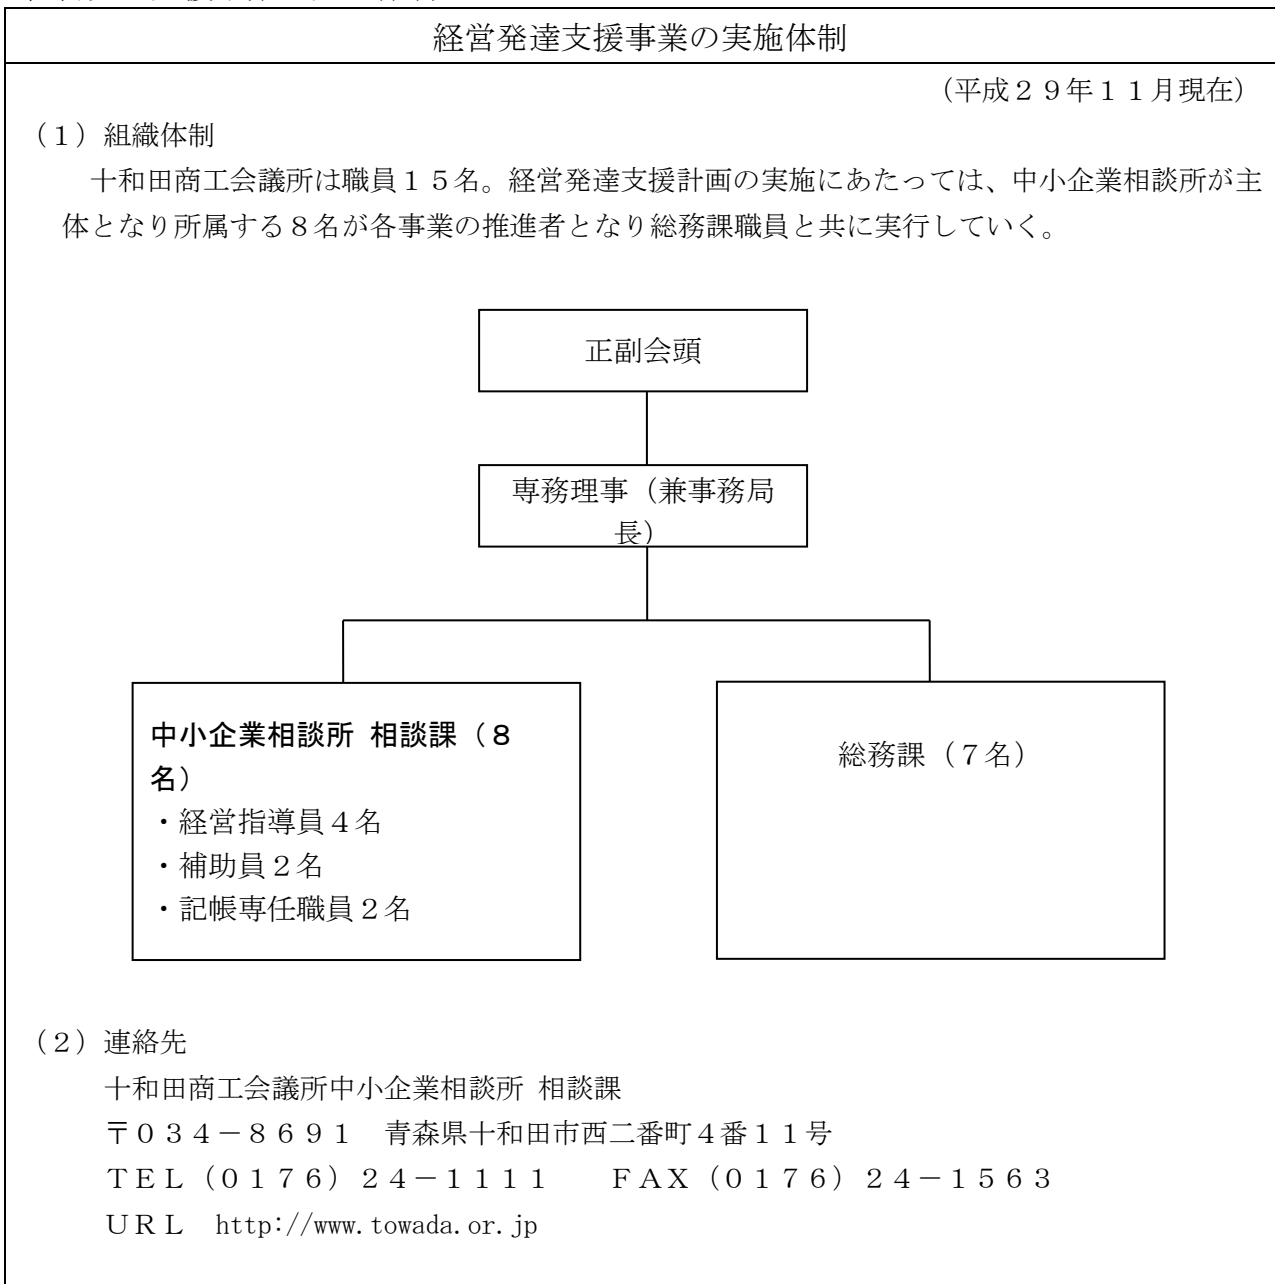 経営発達支援事業の実施体制
(平成29年11月現在)
(1)組織体制
十和田商工会議所は職員15名。経営発達支援計画の実施にあたっては、中小企業相談所が主
体となり所属する8名が各事業の推進者となり総務課職員と共に実行していく。
正副会頭
専務理事(兼事務局
長)
中小企業相談所 相談課(8
名)
・経営指導員4名
・補助員2名
・記帳専任職員2名
総務課(7名)
(2)連絡先
十和田商工会議所中小企業相談所 相談課
〒034-8691 青森県十和田市西二番町4番11号
TEL(0176)24-1111 FAX(0176)24-1563
URL http://www.towada.or.jp